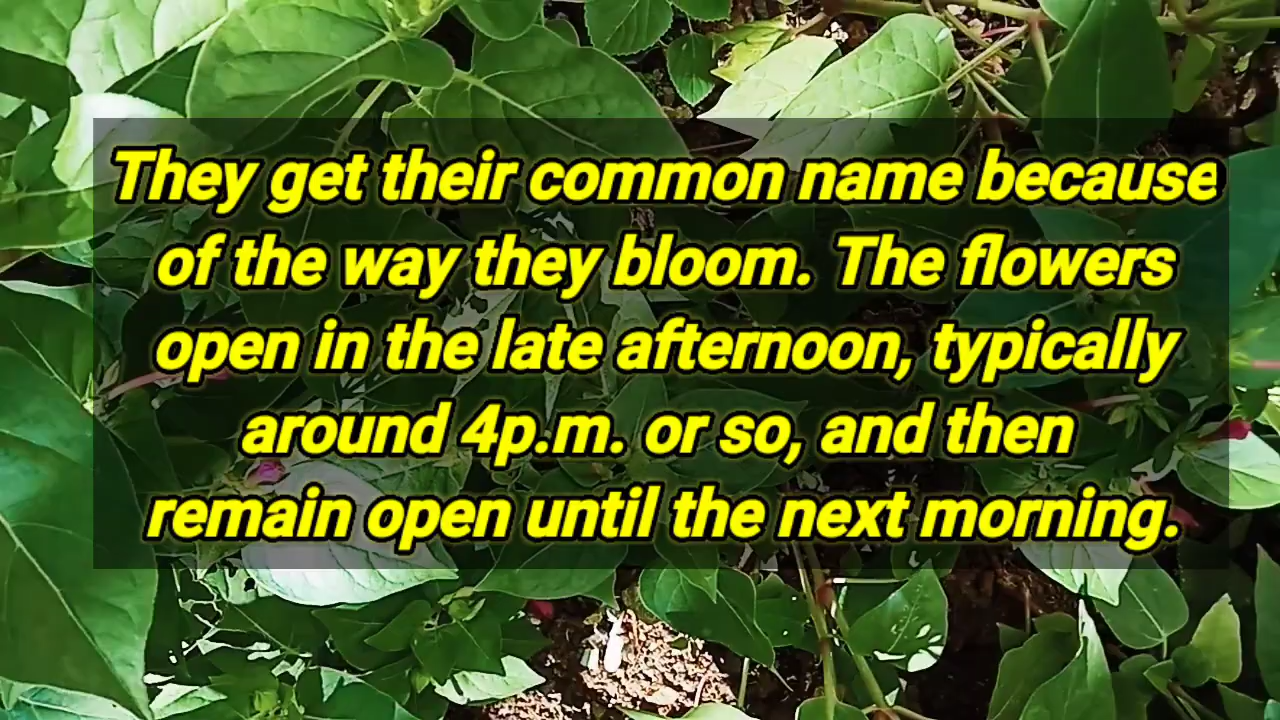 They get their common name because
of the way they bloom. The flowers
open in the late afternoon, typically
around 4p.m. or so, and then
remain open until the next morning.